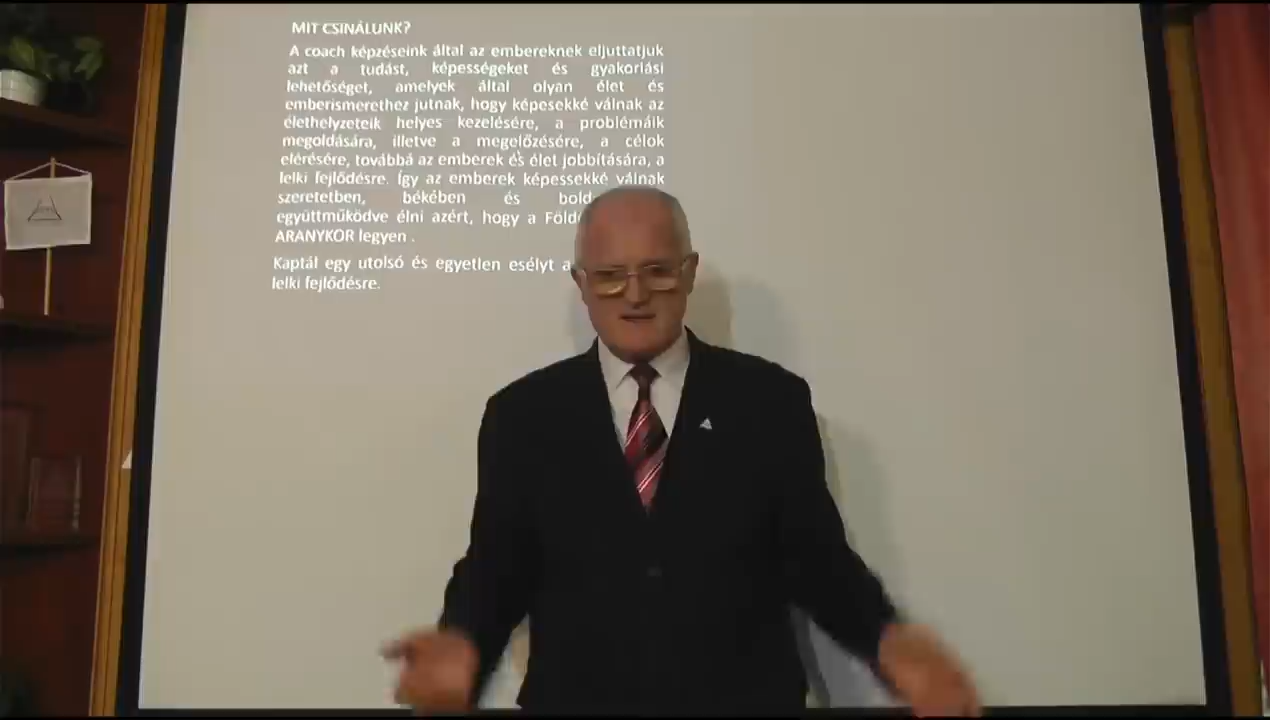 MIT CSINÁLUNK?
A coach képzéseink által az embereknek eljuttatjuk
azt a tudást, képességeket és gyakorlási
lehetőséget, amelyek által olyan élet és
emberismerethez jutnak, hogy képesekké válnak az
élethelyzeteik helyes kezelésére, a problémáik
megoldására, illetve a megelőzésére, a célok
elérésére, továbbá az emberek és élet jobbítására, a
lelki fejlődésre. Így az emberek képessekké válnak
szeretetben, békében és
együttműködve élni azért, hogy a
ARANYKOR legyen .
Kaptál egy utolsó és egyetlen esélyt a
lelki fejlődésre.